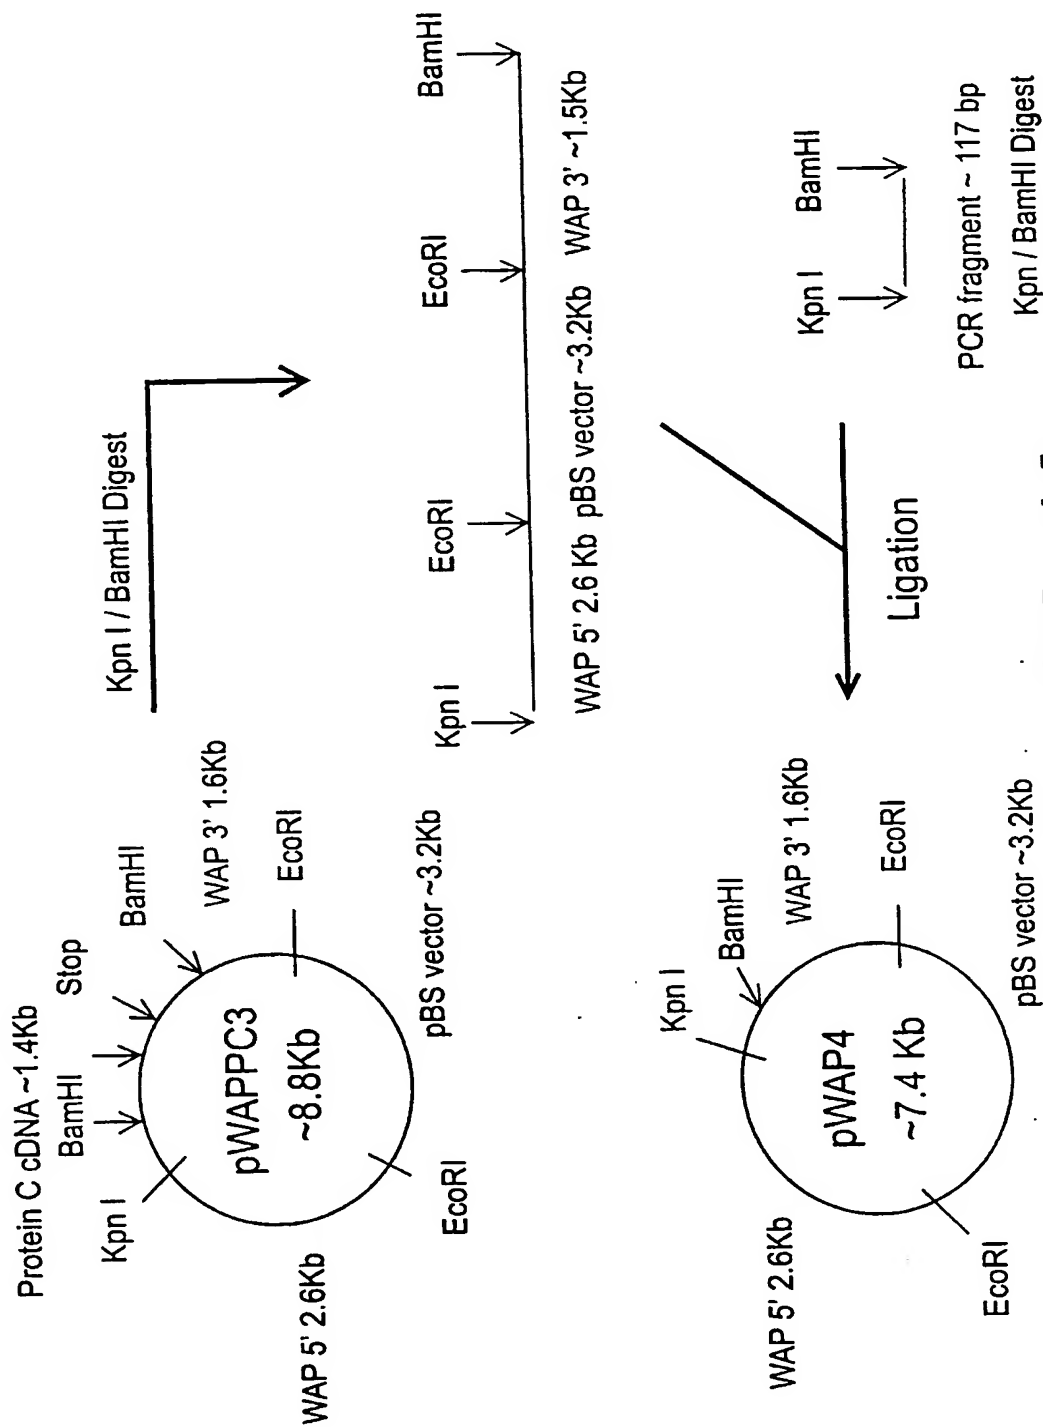 Protein C cDNA ~1.4Kb
Kpn I
BamHI
Stop
BamHI
WAP 3' 1.6Kb
pWAPPC3
~8.8Kb
EcoRI
WAP 5' 2.6Kb
EcoRI
pBS vector ~3.2Kb
Kpn I / BamHI Digest
Kpn I
EcoRI
EcoRI
BamHI
WAP 5' 2.6 Kb pBS vector ~3.2Kb WAP 3' ~1.5Kb
Kpn I
BamHI
PCR fragment ~ 117 bp
Kpn / BamHI Digest
Ligation
Kpn I
BamHI
WAP 5' 2.6Kb
WAP 3' 1.6Kb
pWAP4
~7.4 Kb
EcoRI
EcoRI
pBS vector ~3.2Kb